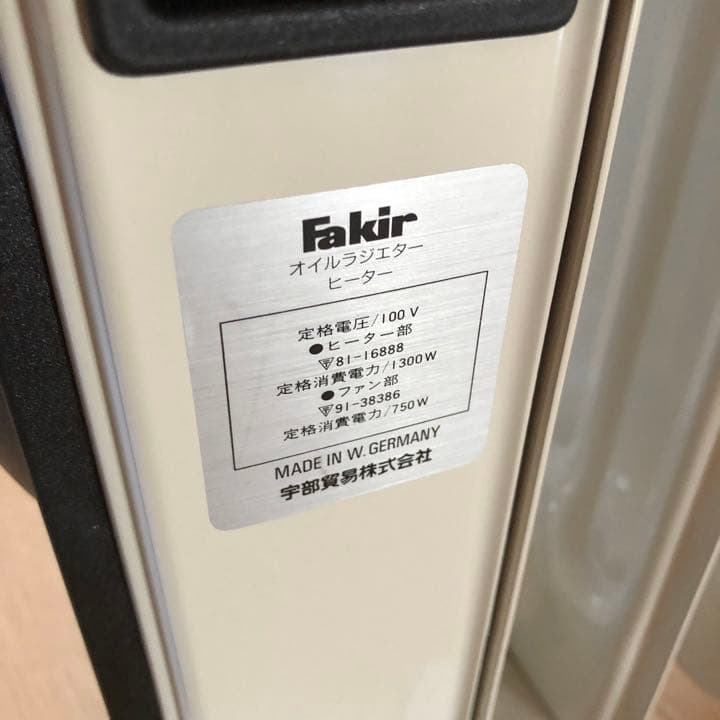 Fakir
オイルラジエター
ヒーター
定格電圧/100V
●ヒーター部
▽81-16888
定格消費電力/1300W
●ファン部
▽91-38386
定格消費電力/750W
MADE IN W. GERMANY
宇部貿易株式会社